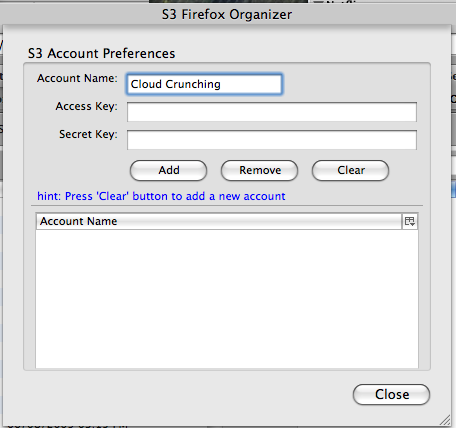 S3 Firefox Organizer
S3 Account Preferences
Account Name: Cloud Crunching
Access Key:
Secret Key:
Add Remove Clear
hint: Press 'Clear' button to add a new account
Account Name
Close